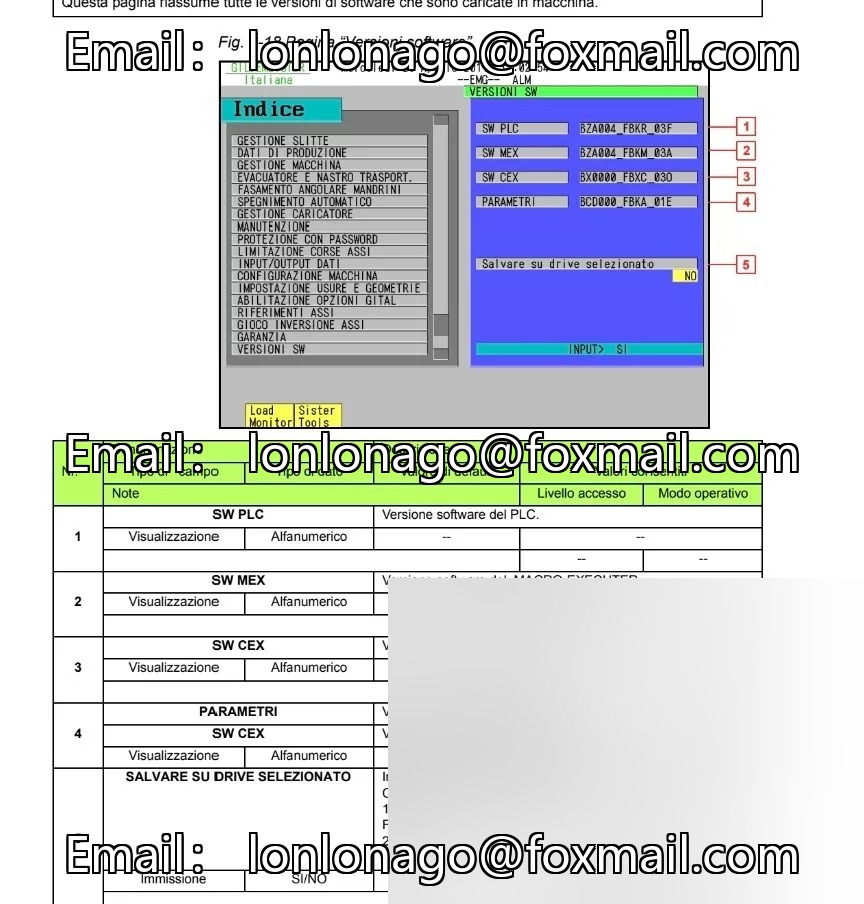 Questa pagina riassume tutte le versioni di software che sono caricate in macchina.
Email： lonlonago@foxmail.com
Italiana
--EMG-- ALM
VERSIONI SW
Indice
GESTIONE SLITTE
DATI DI PRODUZIONE
GESTIONE MACCHINA
EVACUATORE E NASTRO TRASPORT.
FASAMENTO ANGOLARE MANDRINI
SPEGNIMENTO AUTOMATICO
GESTIONE CARICATORE
MANUTENZIONE
PROTEZIONE CON PASSWORD
LIMITAZIONE CORSE ASSI
INPUT/OUTPUT DATI
CONFIGURAZIONE MACCHINA
IMPOSTAZIONE USURE E GEOMETRIE
ABILITAZIONE OPZIONI GITAL
RIFERIMENTI ASSI
GIOCO INVERSIONE ASSI
GARANZIA
VERSIONI SW
SW PLC BZA004_FBKR_03F 1
SW MEX BZA004_FBKM_03A 2
SW CEX BX0000_FBXC_030 3
PARAMETRI BCD000_FBKA_01E 4
Salvare su drive selezionato 5
NO
INPUT> SI
Load Monitor
Sister Tools
Email： lonlonago@foxmail.com
Note Livello accesso Modo operativo
SW PLC Versione software del PLC.
1 Visualizzazione Alfanumerico -- --
-- --
SW MEX
2 Visualizzazione Alfanumerico
SW CEX
3 Visualizzazione Alfanumerico
PARAMETRI
4 SW CEX
Visualizzazione Alfanumerico
SALVARE SU DRIVE SELEZIONATO
Email： lonlonago@foxmail.com
Immissione SI/NO